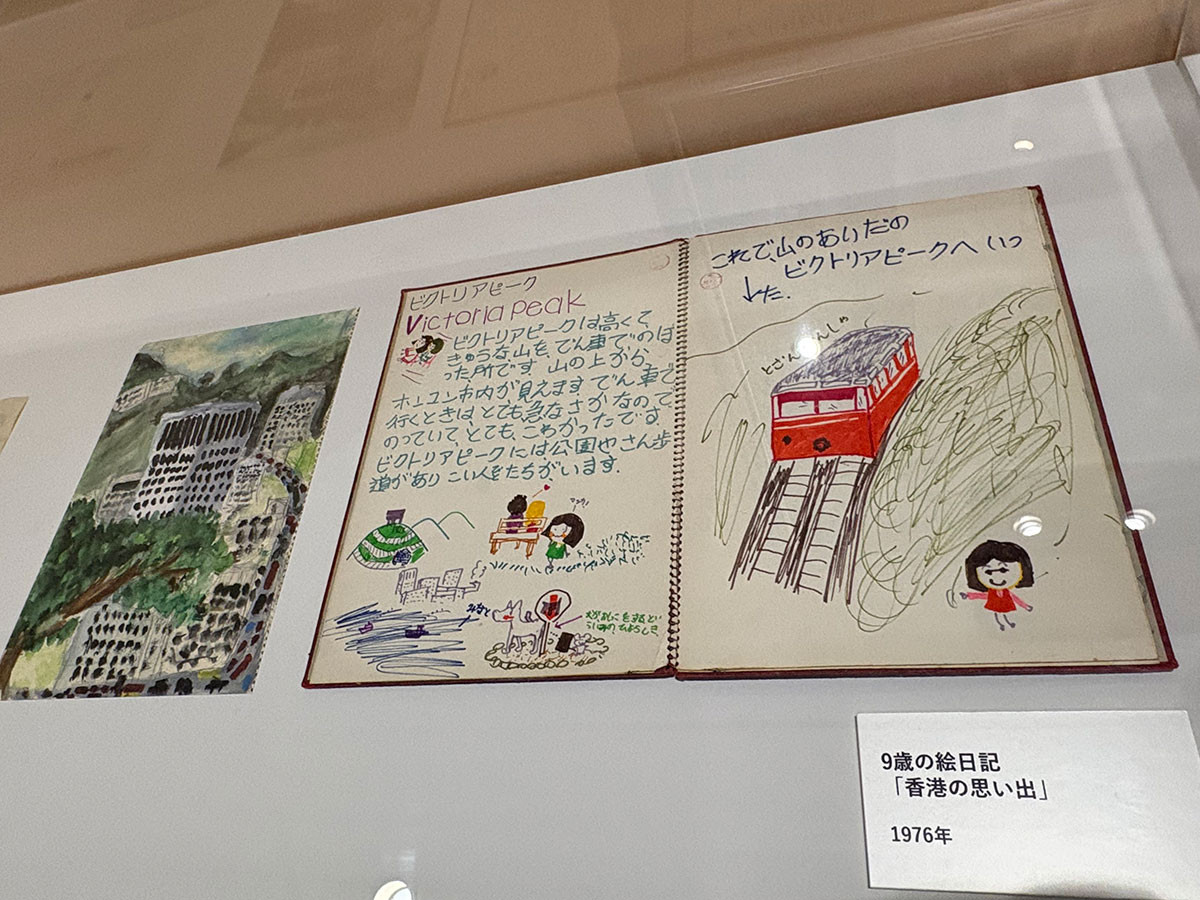 ビクトリアピーク
Victoria Peak
ビクトリアピークは高くて
きゅうな山を、でん車でのぼ
った所です。山の上から、
ホンコン市内が見えます。でん車で
行くときは、とても急なさかなので、
のっていて、とても、こわかったです。
ビクトリアピークには公園やさん歩
道があり こい人をたちがいます.
みなと
これで、山のあいだの
ビクトリアピークへ いっ
た.
9歳の絵日記
「香港の思い出」
1976年